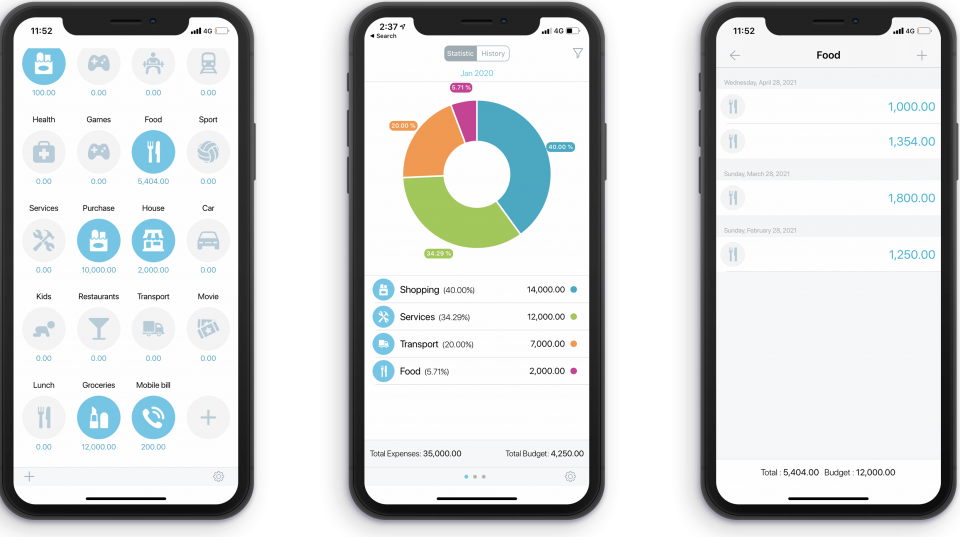 11:52
4G
100.00 0.00 0.00 0.00
Health Games Food Sport
0.00 0.00 5,404.00 0.00
Services Purchase House Car
0.00 10,000.00 2,000.00 0.00
Kids Restaurants Transport Movie
0.00 0.00 0.00 0.00
Lunch Groceries Mobile bill
0.00 12,000.00 200.00
2:37
4G
Search
Statistic History
Jan 2020
5.71 %
20.00 %
40.00 %
34.29 %
Shopping (40.00%) 14,000.00
Services (34.29%) 12,000.00
Transport (20.00%) 7,000.00
Food (5.71%) 2,000.00
Total Expenses: 35,000.00 Total Budget: 4,250.00
11:52
4G
Food
Wednesday, April 28, 2021
1,000.00
1,354.00
Sunday, March 28, 2021
1,800.00
Sunday, February 28, 2021
1,250.00
Total : 5,404.00 Budget : 12,000.00